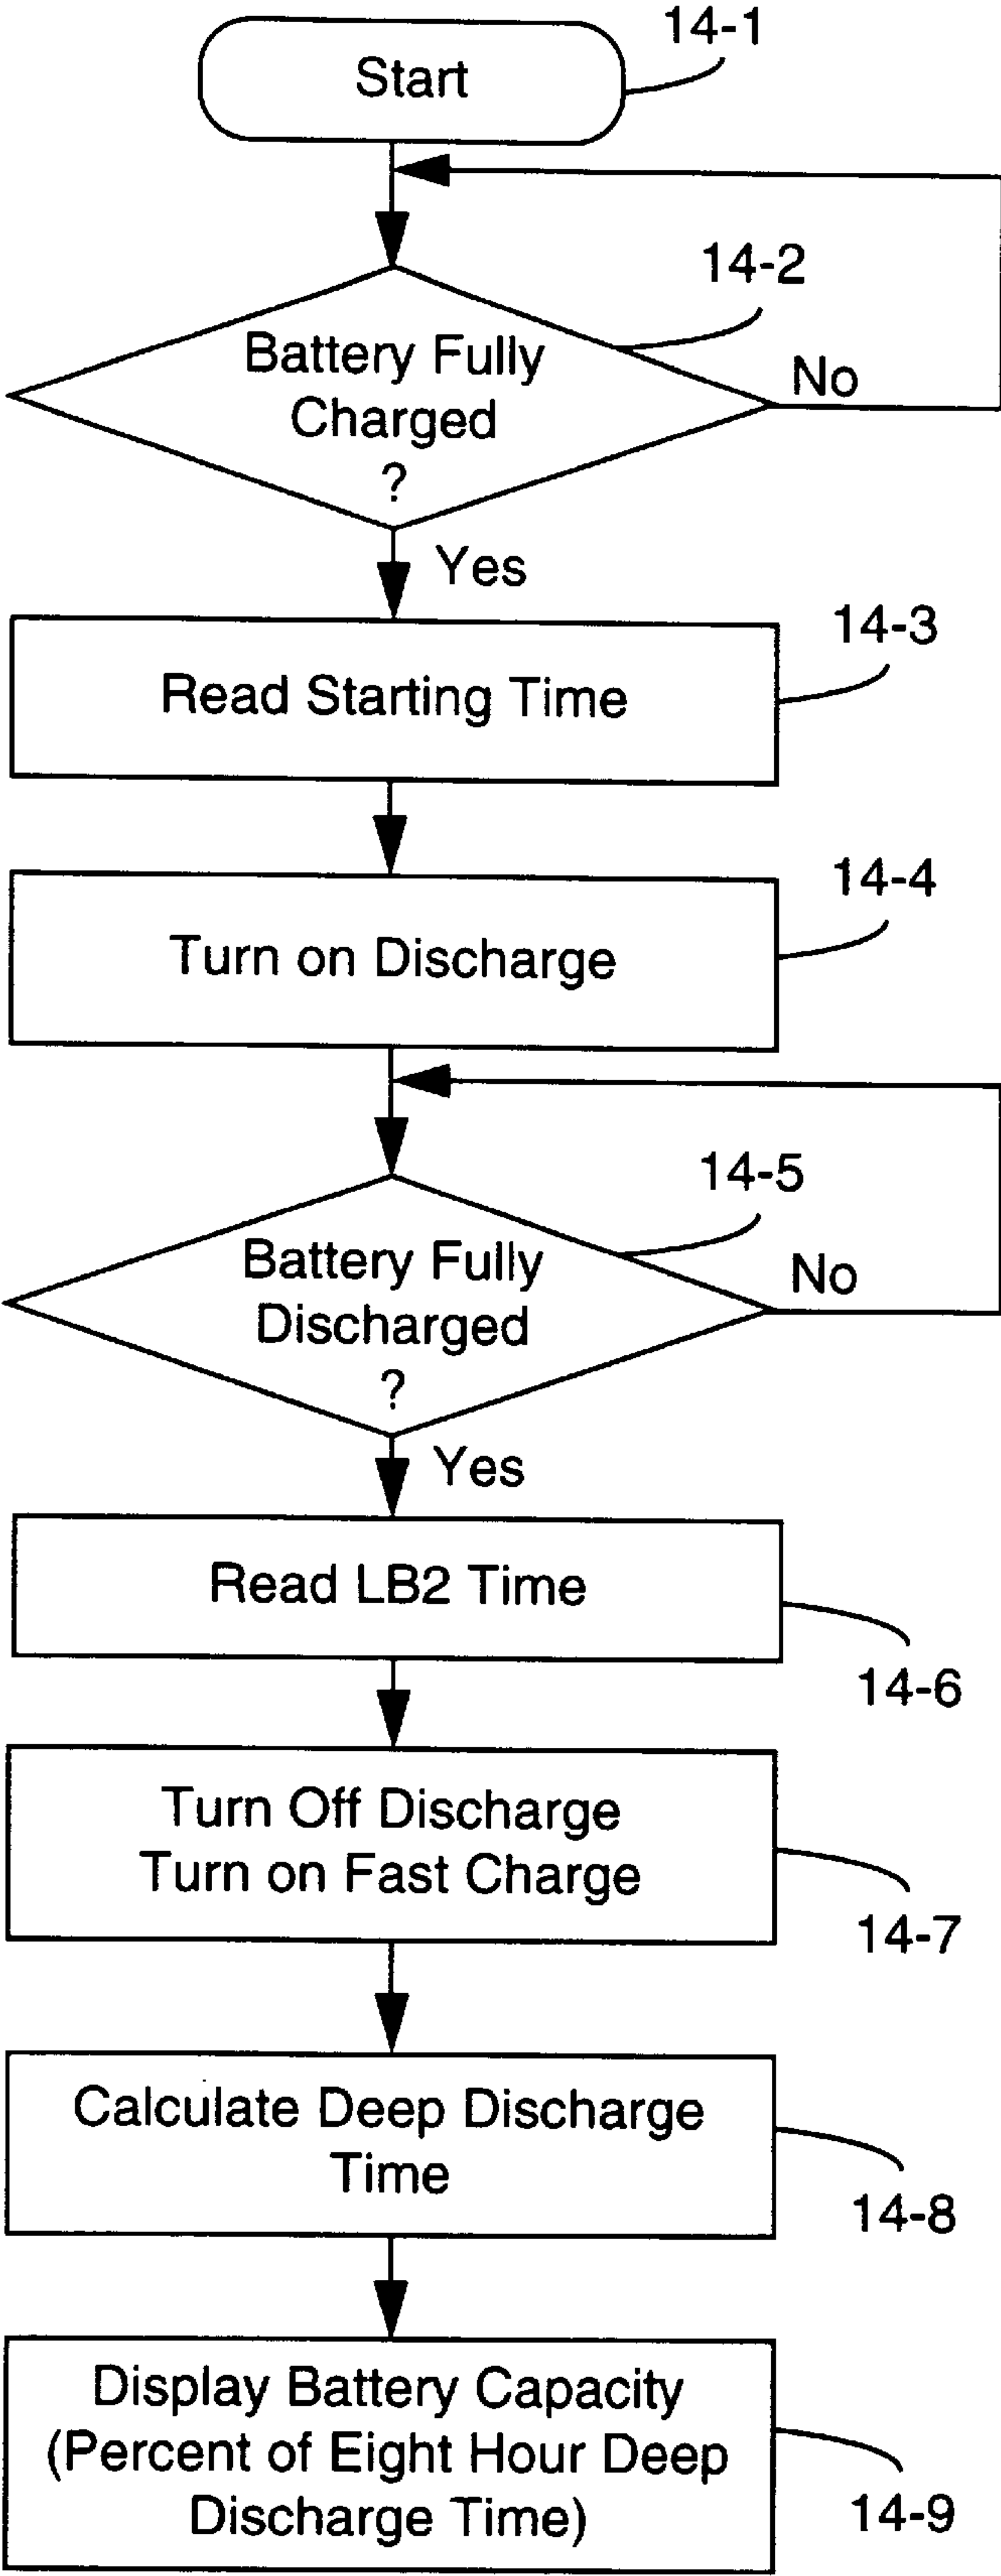 14-1
Start
14-2
Battery Fully
Charged
?
No
Yes
14-3
Read Starting Time
14-4
Turn on Discharge
14-5
Battery Fully
Discharged
?
No
Yes
Read LB2 Time
14-6
Turn Off Discharge
Turn on Fast Charge
14-7
Calculate Deep Discharge
Time
14-8
Display Battery Capacity
(Percent of Eight Hour Deep
Discharge Time)
14-9